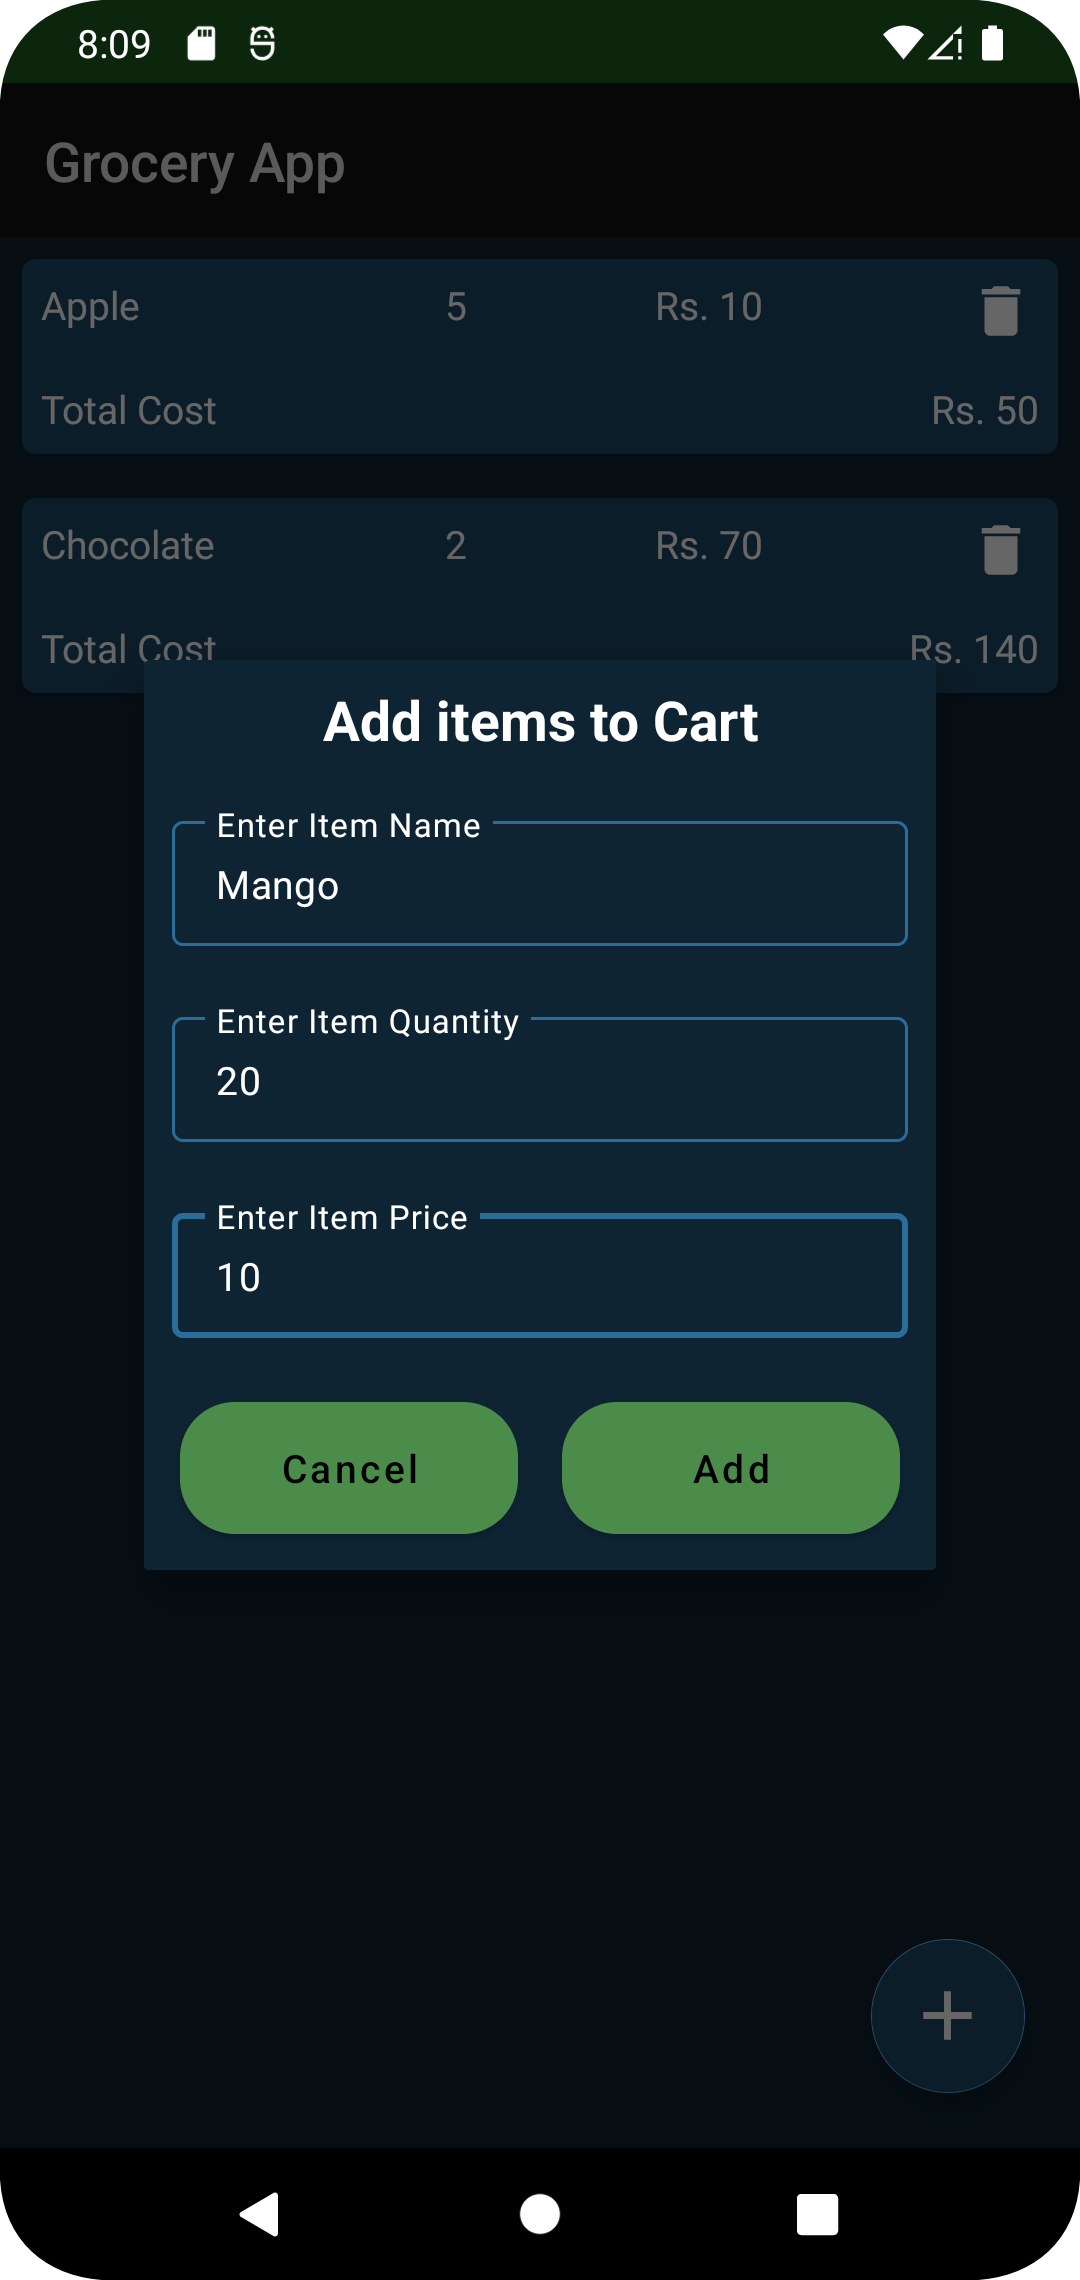 8:09
Grocery App
Apple 5 Rs. 10
Total Cost Rs. 50
Chocolate 2 Rs. 70
Total Cost Rs. 140
Add items to Cart
Enter Item Name
Mango
Enter Item Quantity
20
Enter Item Price
10
Cancel Add